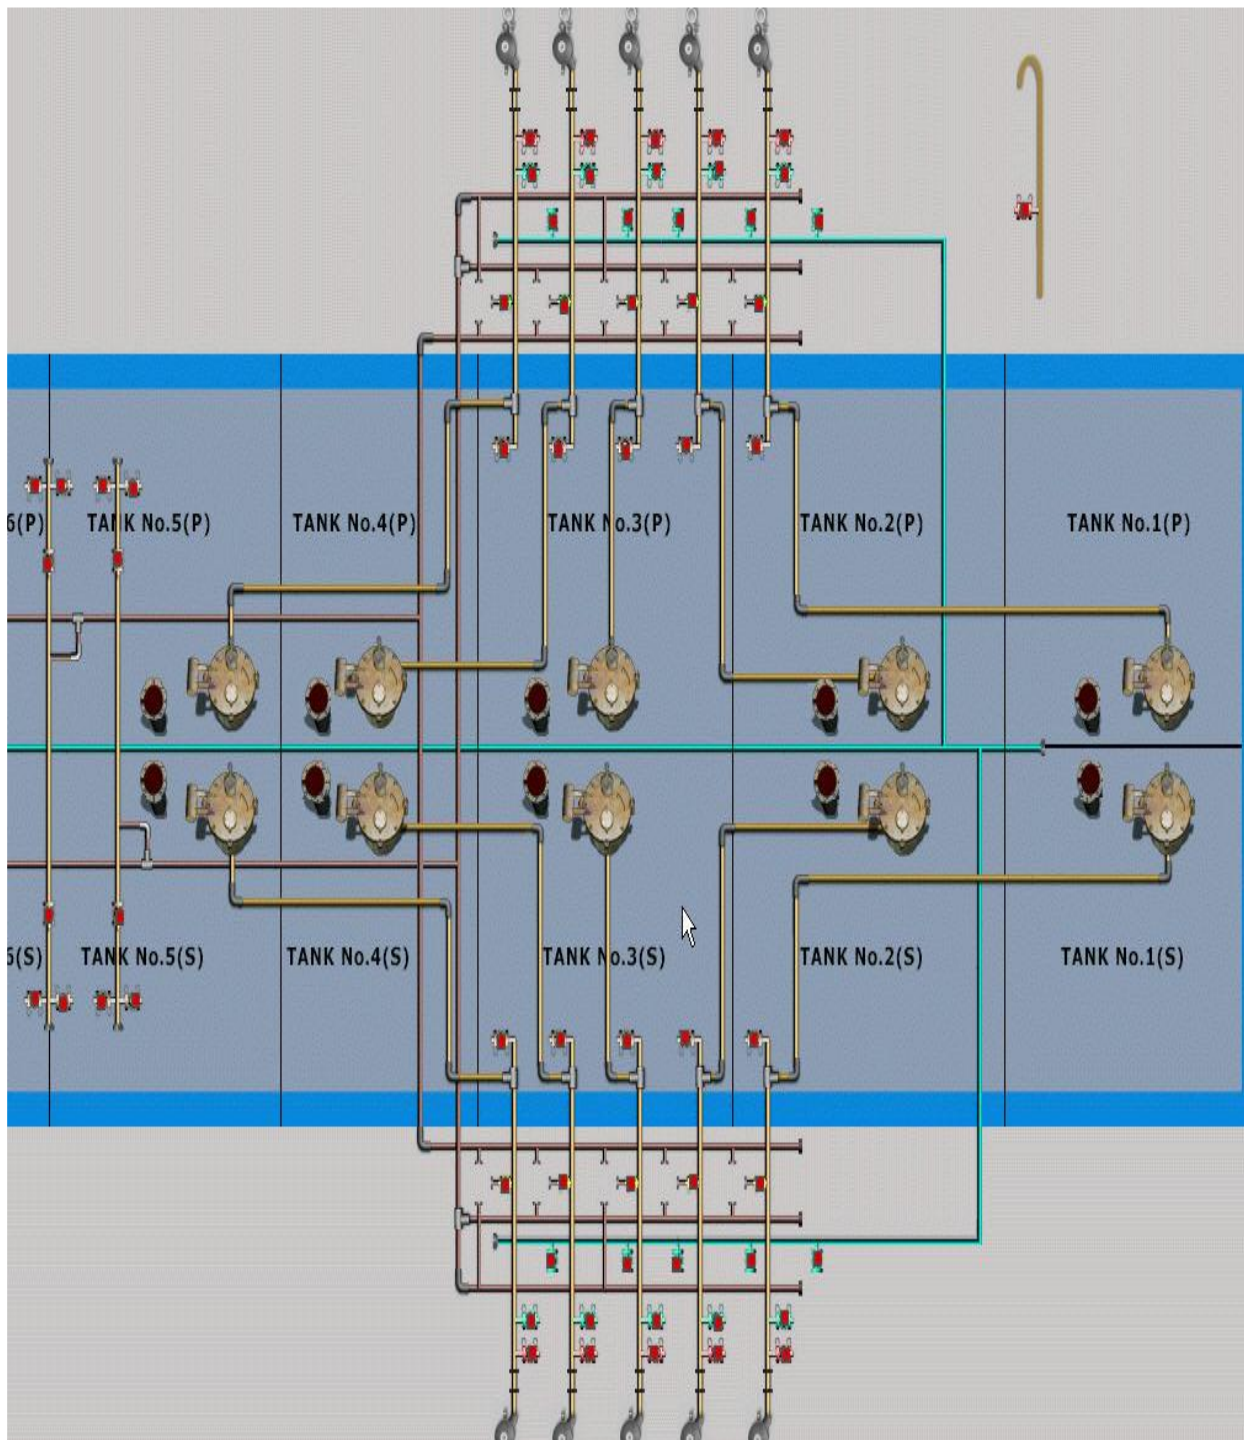 6(P) TANK No.5(P) TANK No.4(P) TANK No.3(P) TANK No.2(P) TANK No.1(P)
6(S) TANK No.5(S) TANK No.4(S) TANK No.3(S) TANK No.2(S) TANK No.1(S)